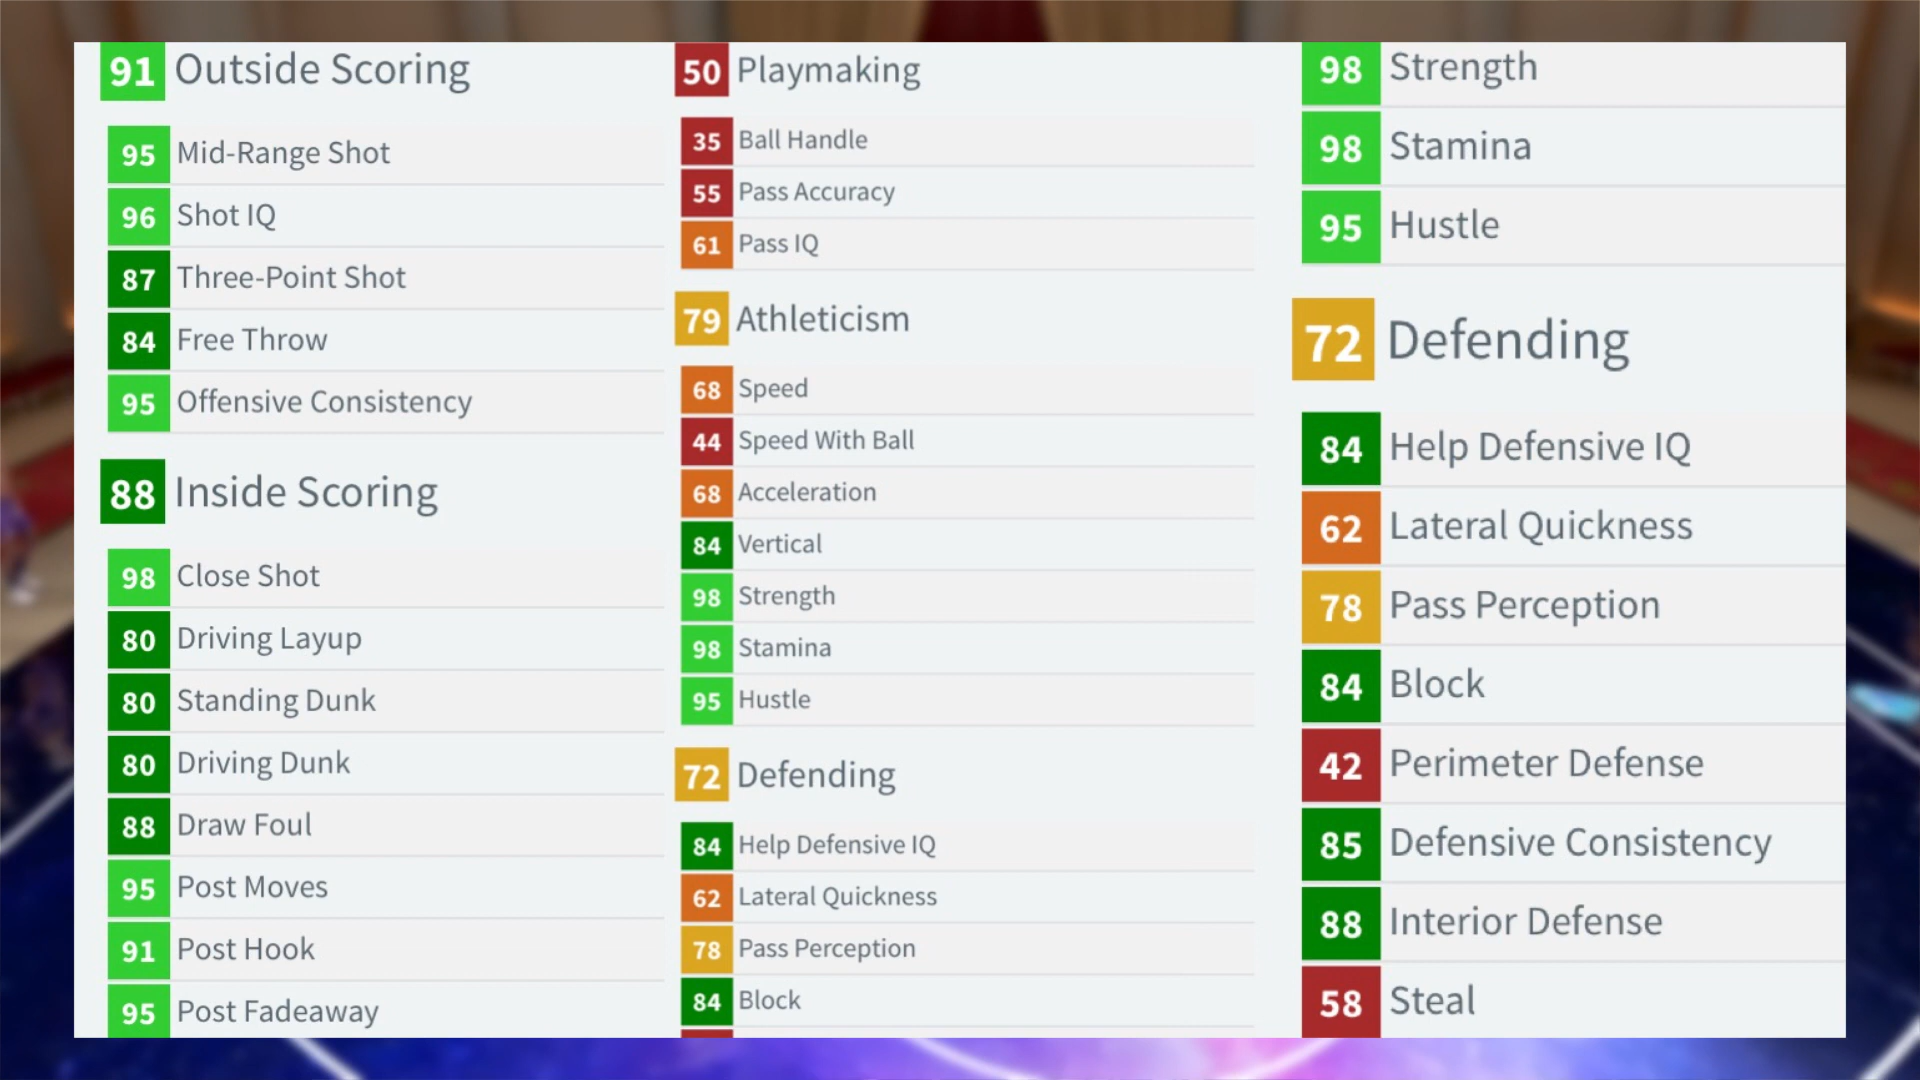 91 Outside Scoring
95 Mid-Range Shot
96 Shot IQ
87 Three-Point Shot
84 Free Throw
95 Offensive Consistency
88 Inside Scoring
98 Close Shot
80 Driving Layup
80 Standing Dunk
80 Driving Dunk
88 Draw Foul
95 Post Moves
91 Post Hook
95 Post Fadeaway
50 Playmaking
35 Ball Handle
55 Pass Accuracy
61 Pass IQ
79 Athleticism
68 Speed
44 Speed With Ball
68 Acceleration
84 Vertical
98 Strength
98 Stamina
95 Hustle
72 Defending
84 Help Defensive IQ
62 Lateral Quickness
78 Pass Perception
84 Block
98 Strength
98 Stamina
95 Hustle
72 Defending
84 Help Defensive IQ
62 Lateral Quickness
78 Pass Perception
84 Block
42 Perimeter Defense
85 Defensive Consistency
88 Interior Defense
58 Steal